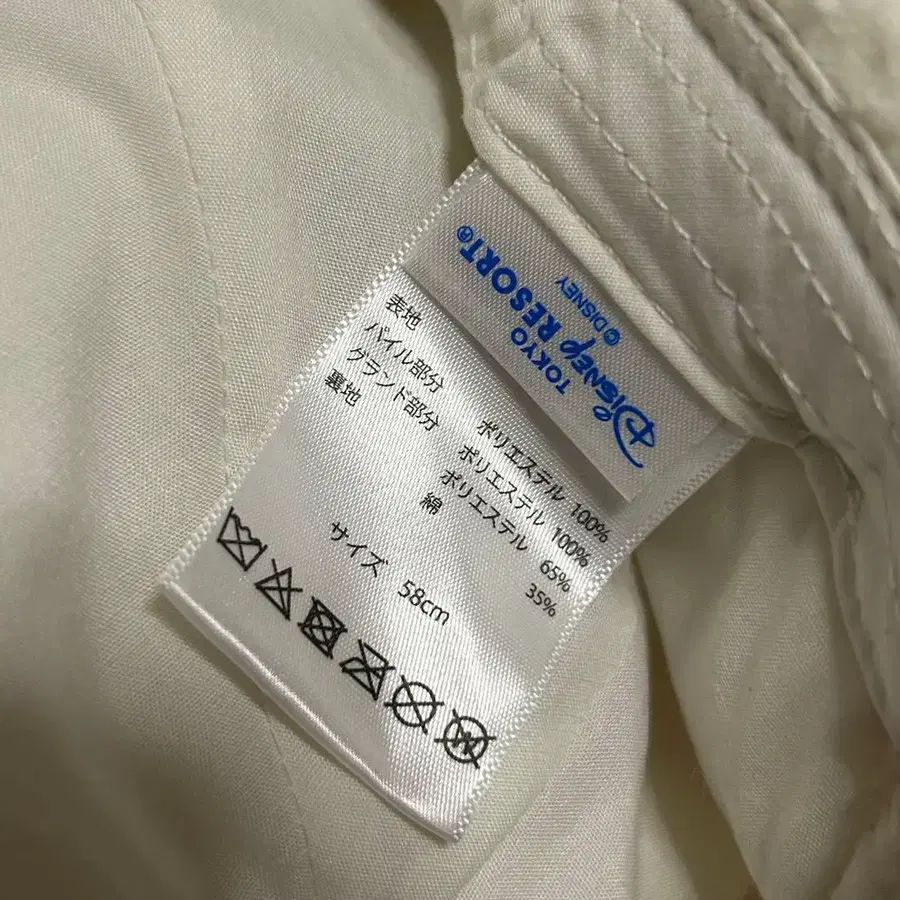 TOKYO
Disney RESORT®
©DISNEY
表地
パイル部分 ポリエステル 100%
グランド部分 ポリエステル 100%
裏地 ポリエステル 65%
綿 35%
サイズ 58cm